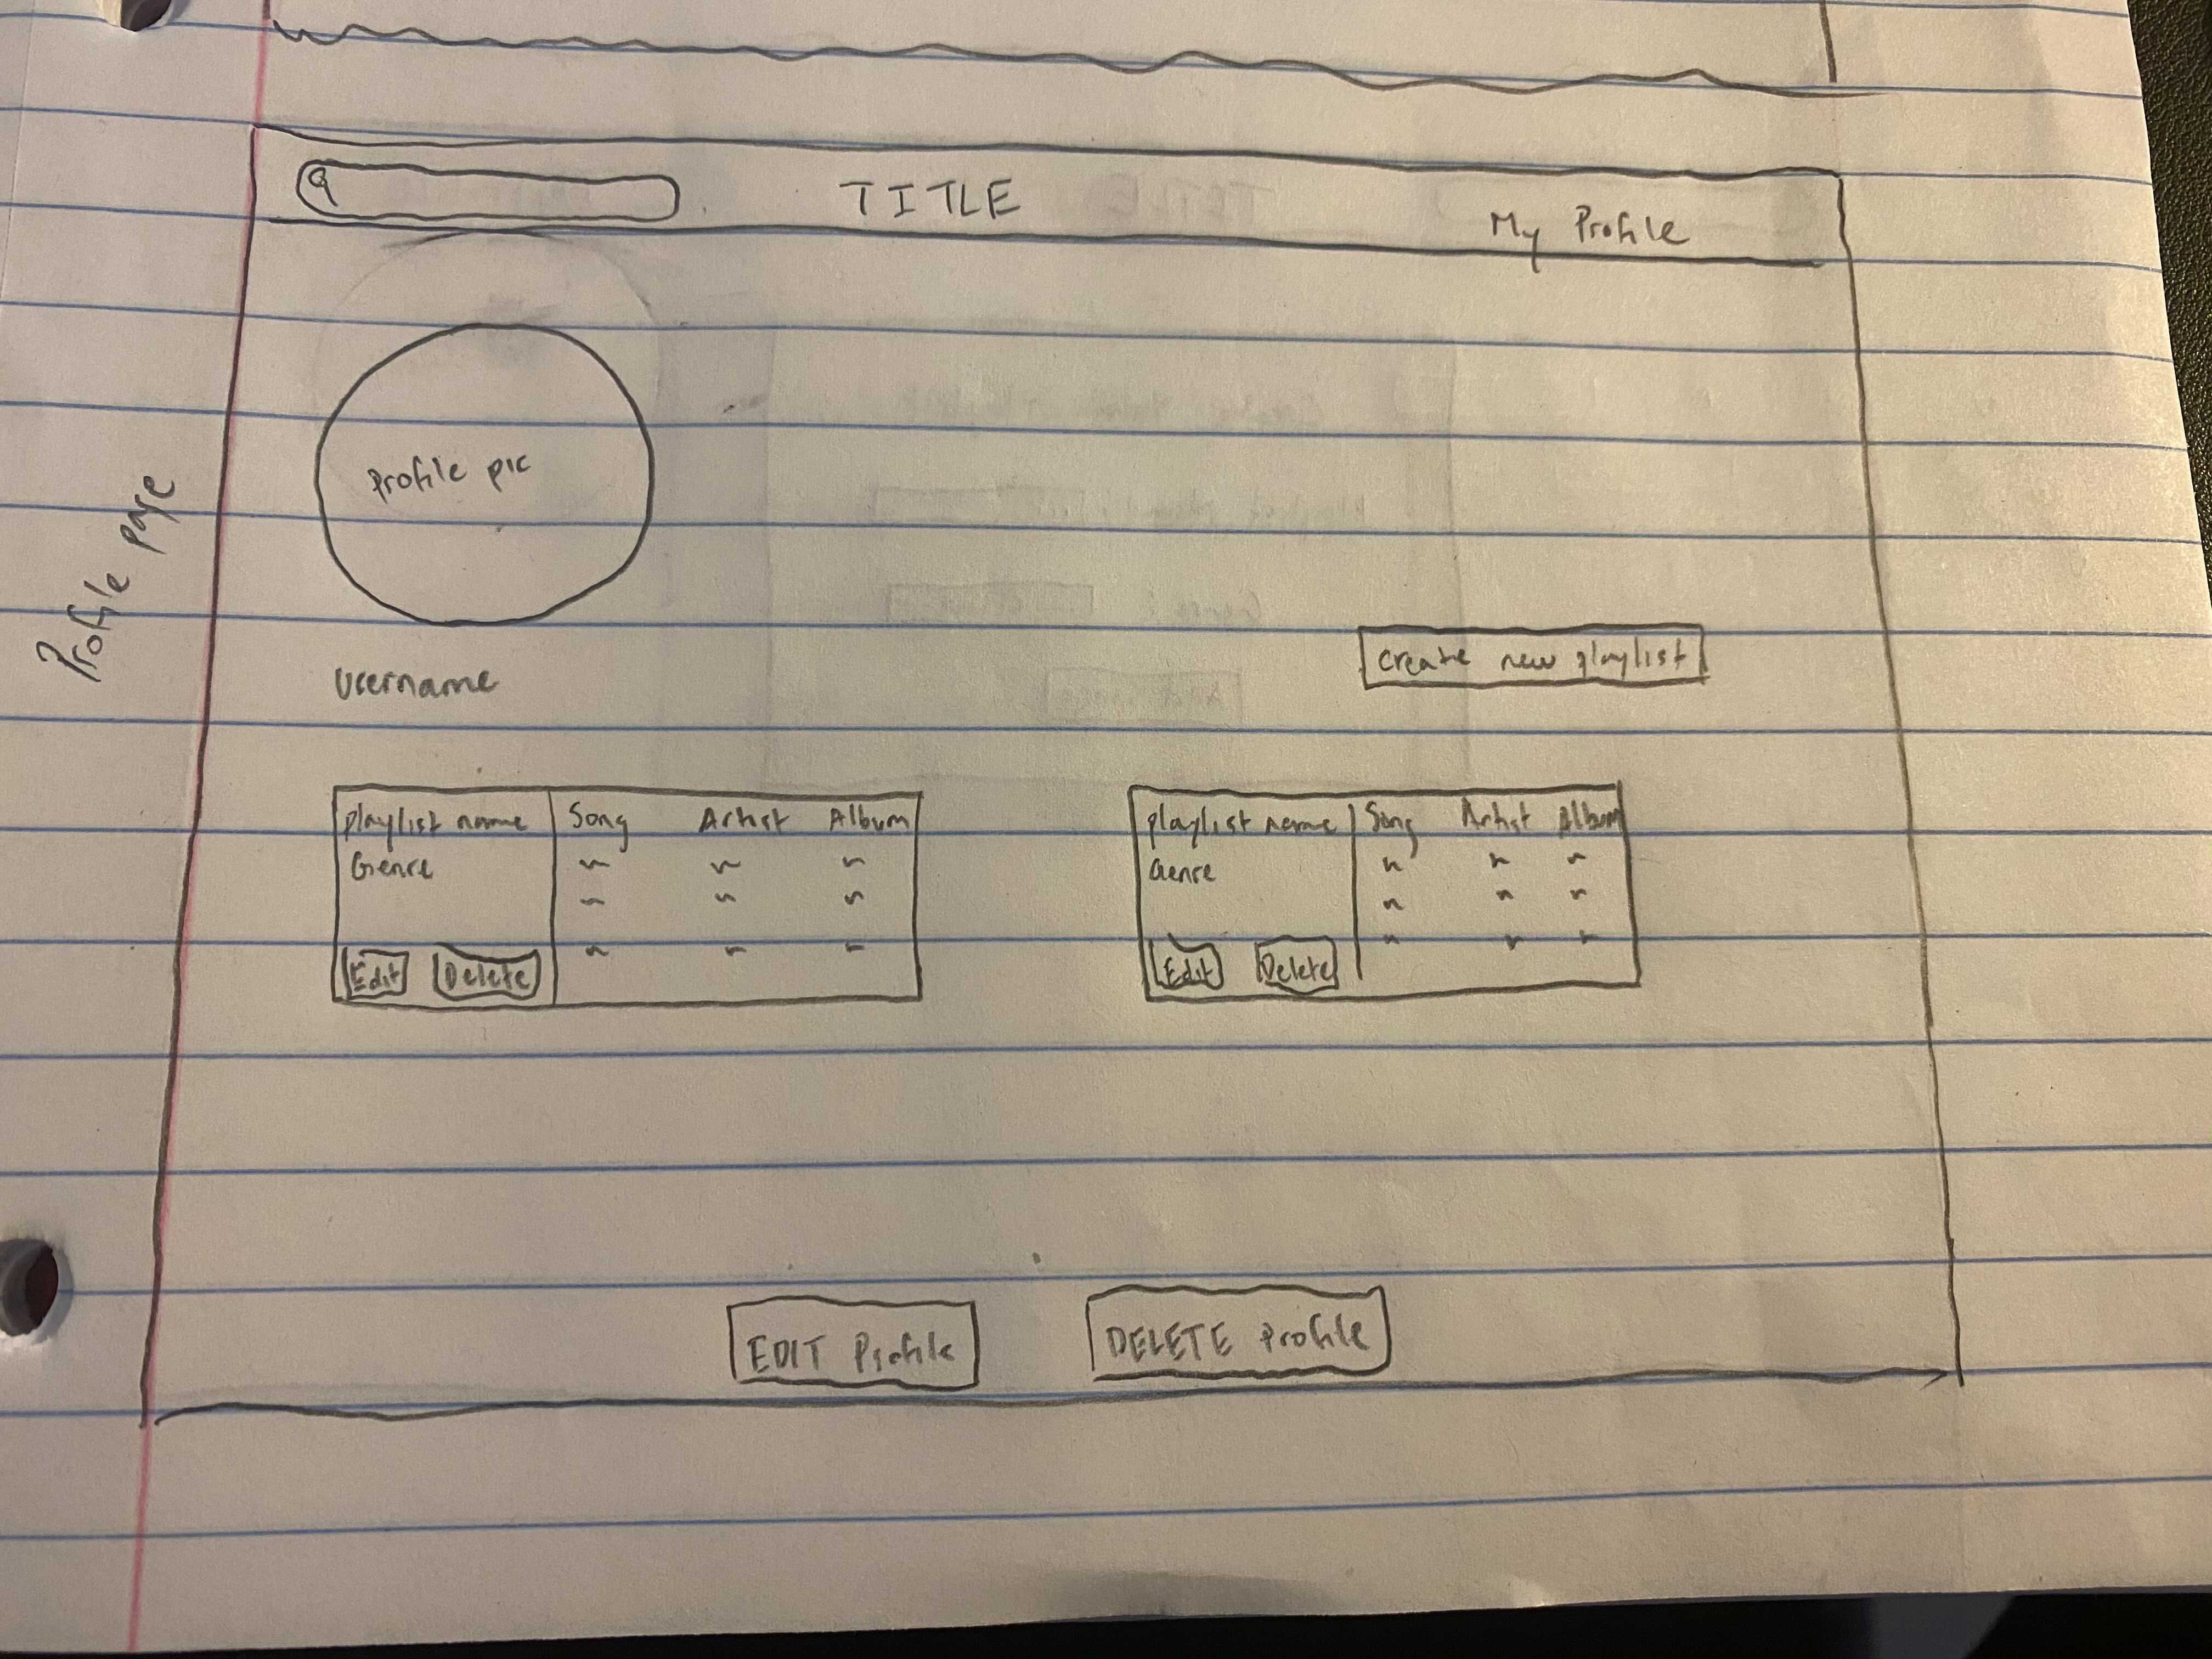 TITLE
My Profile
Profile page
Profile pic
Username
create new playlist
playlist name Song Artist Album
Genre
Edit Delete
playlist name Song Artist Album
Genre
Edit Delete
EDIT Profile
DELETE Profile